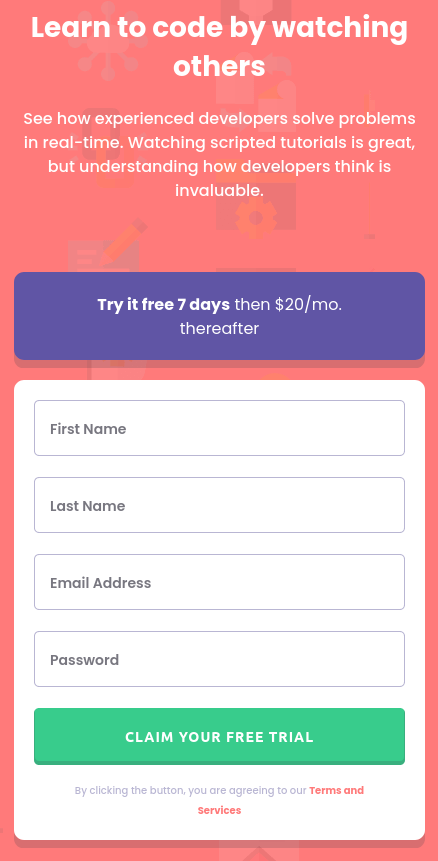 Learn to code by watching
others
See how experienced developers solve problems
in real-time. Watching scripted tutorials is great,
but understanding how developers think is
invaluable.
Try it free 7 days then $20/mo.
thereafter
First Name
Last Name
Email Address
Password
CLAIM YOUR FREE TRIAL
By clicking the button, you are agreeing to our Terms and
Services